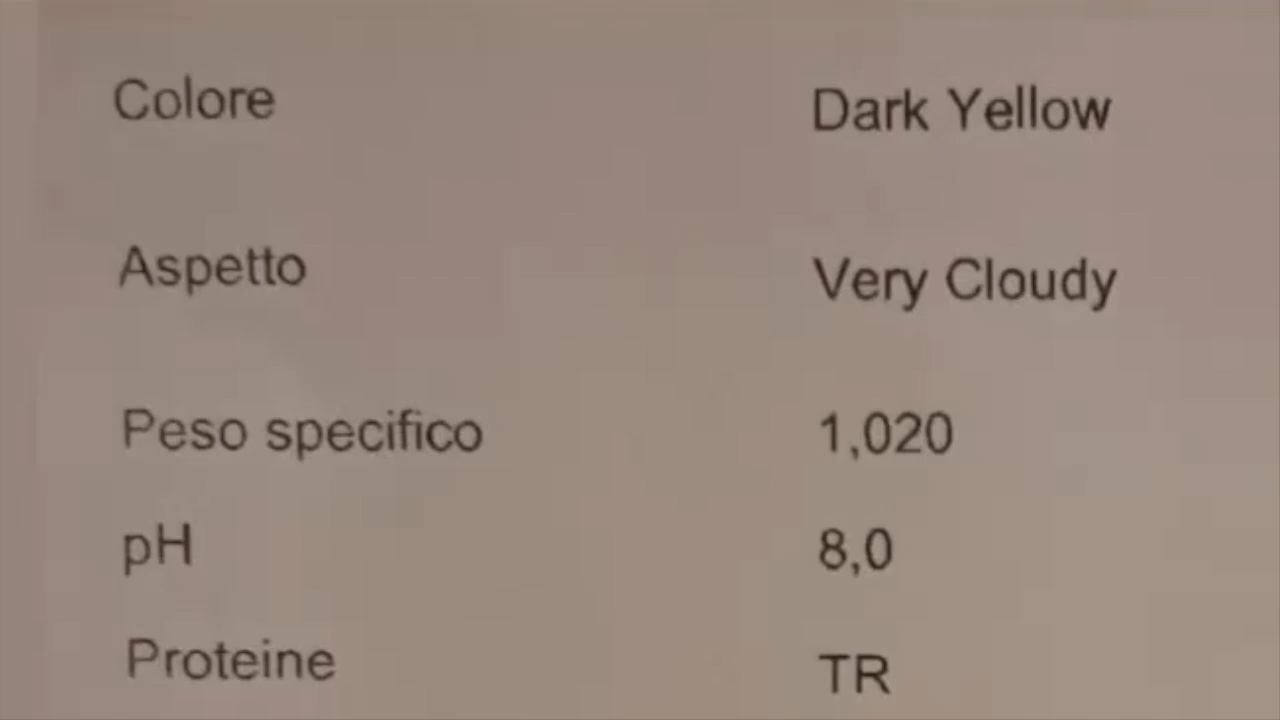 Colore Dark Yellow
Aspetto Very Cloudy
Peso specifico 1,020
pH 8,0
Proteine TR